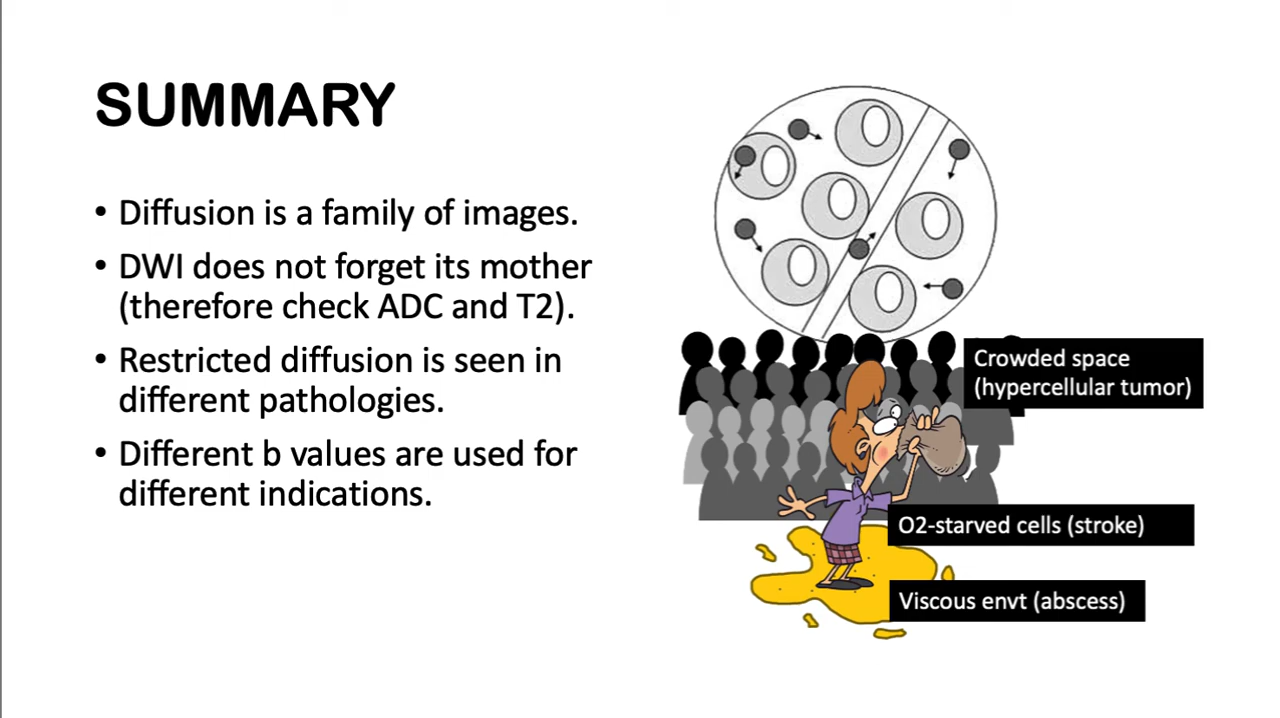 SUMMARY
• Diffusion is a family of images.
• DWI does not forget its mother
(therefore check ADC and T2).
• Restricted diffusion is seen in
different pathologies.
• Different b values are used for
different indications.
Crowded space
(hypercellular tumor)
O2-starved cells (stroke)
Viscous envt (abscess)